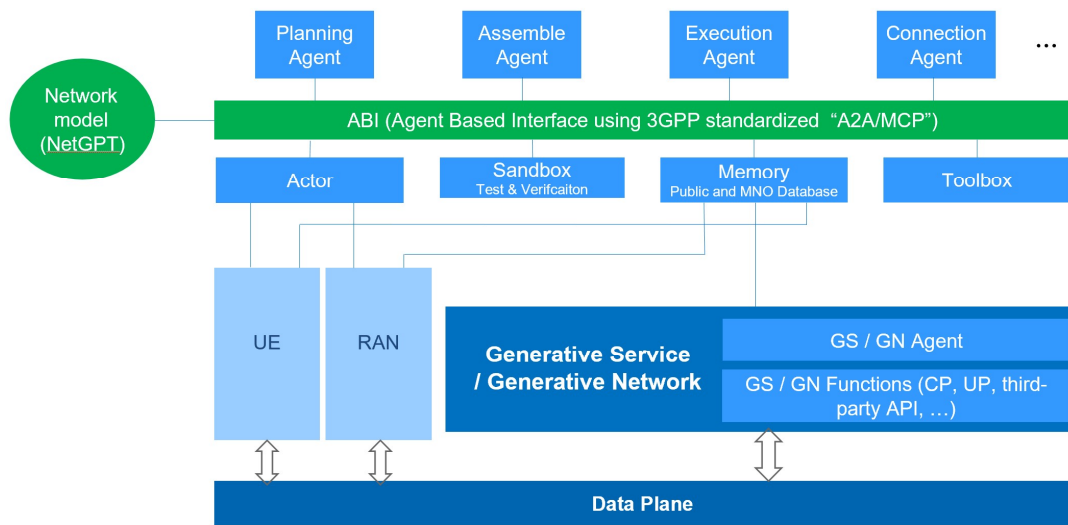 Planning
Agent
Assemble
Agent
Execution
Agent
Connection
Agent
...
Network
model
(NetGPT)
ABI (Agent Based Interface using 3GPP standardized “A2A/MCP”)
Actor
Sandbox
Test & Verifcaiton
Memory
Public and MNO Database
Toolbox
UE
RAN
Generative Service
/ Generative Network
GS / GN Agent
GS / GN Functions (CP, UP, third-
party API, …)
Data Plane